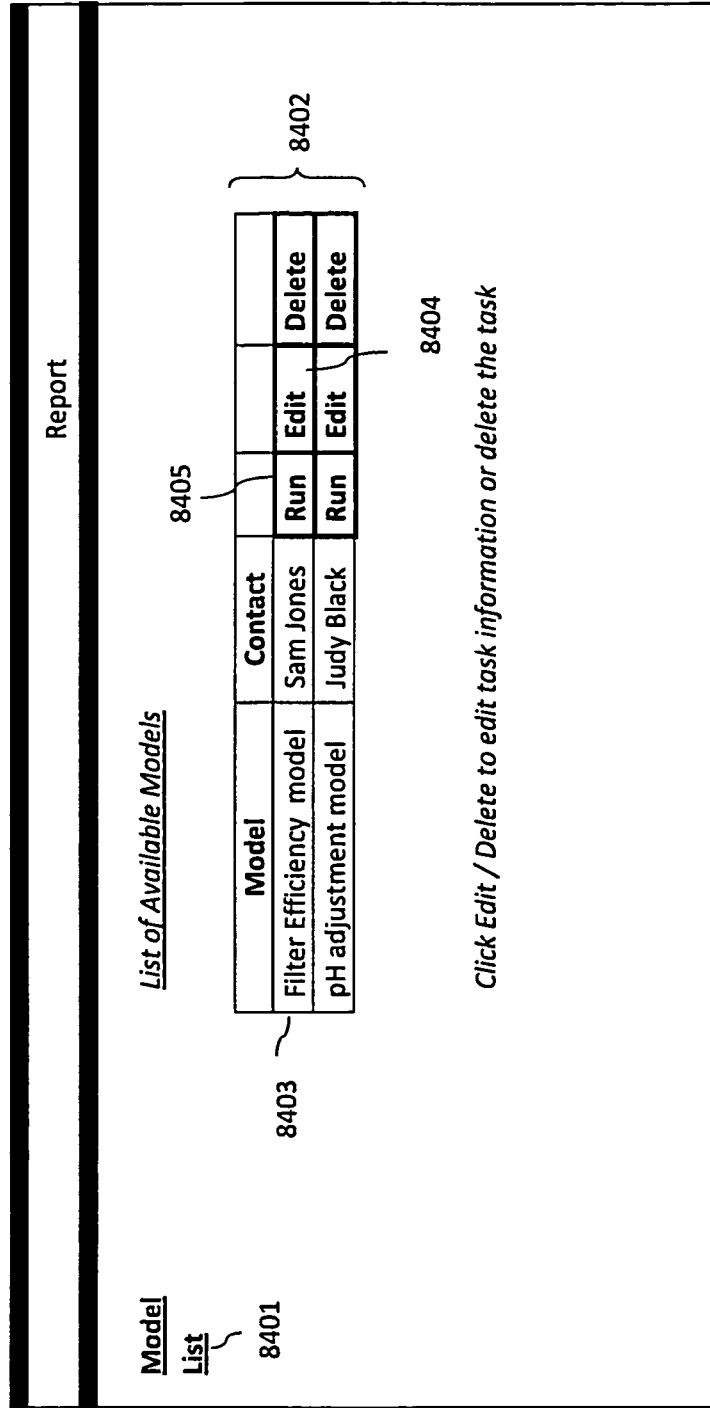 Report
Model
List
8401
List of Available Models
8405
8402
Model Contact
8403 Filter Efficiency model Sam Jones Run Edit Delete
pH adjustment model Judy Black Run Edit Delete
8404
Click Edit / Delete to edit task information or delete the task